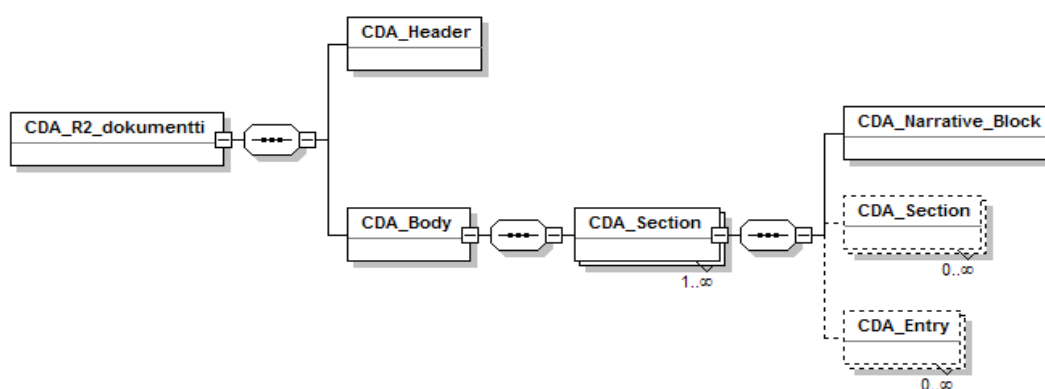 CDA_Header
CDA_R2_dokumentti
CDA_Narrative_Block
CDA_Body
CDA_Section
1..∞
CDA_Section
0..∞
CDA_Entry
0..∞